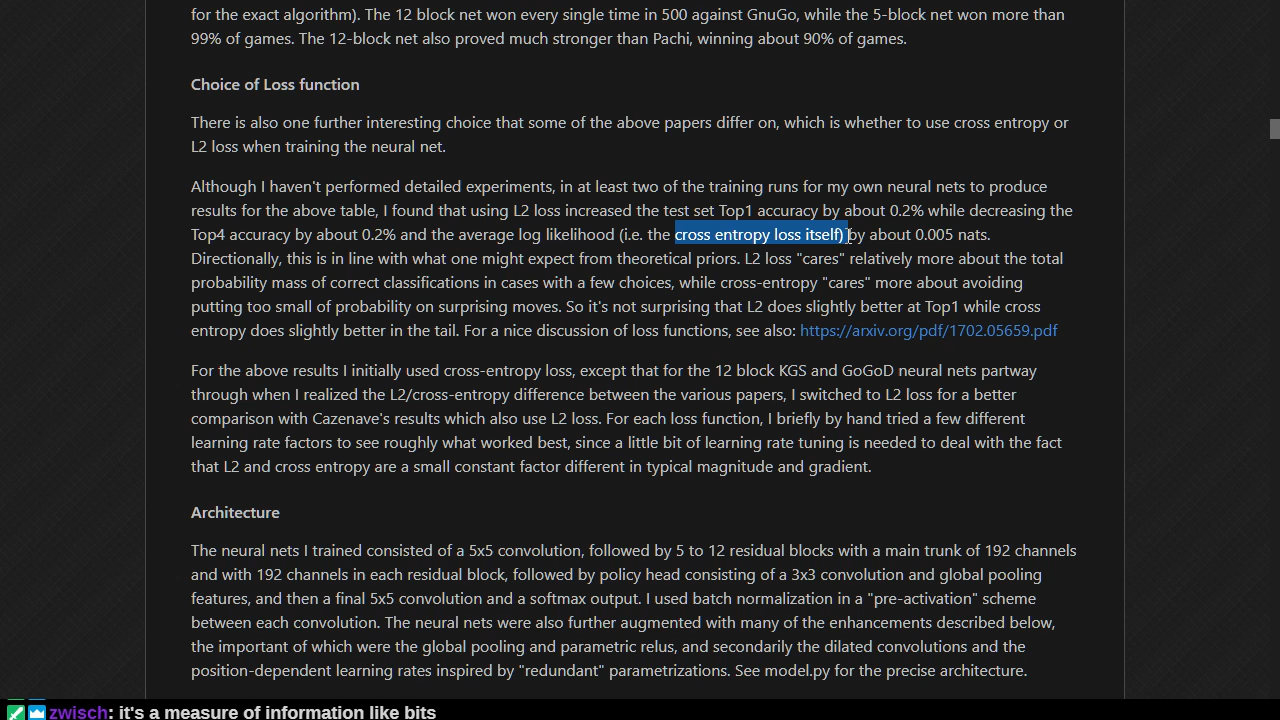 for the exact algorithm). The 12 block net won every single time in 500 against GnuGo, while the 5-block net won more than
99% of games. The 12-block net also proved much stronger than Pachi, winning about 90% of games.
Choice of Loss function
There is also one further interesting choice that some of the above papers differ on, which is whether to use cross entropy or
L2 loss when training the neural net.
Although I haven't performed detailed experiments, in at least two of the training runs for my own neural nets to produce
results for the above table, I found that using L2 loss increased the test set Top1 accuracy by about 0.2% while decreasing the
Top4 accuracy by about 0.2% and the average log likelihood (i.e. the cross entropy loss itself) by about 0.005 nats.
Directionally, this is in line with what one might expect from theoretical priors. L2 loss "cares" relatively more about the total
probability mass of correct classifications in cases with a few choices, while cross-entropy "cares" more about avoiding
putting too small of probability on surprising moves. So it's not surprising that L2 does slightly better at Top1 while cross
entropy does slightly better in the tail. For a nice discussion of loss functions, see also: https://arxiv.org/pdf/1702.05659.pdf
For the above results I initially used cross-entropy loss, except that for the 12 block KGS and GoGoD neural nets partway
through when I realized the L2/cross-entropy difference between the various papers, I switched to L2 loss for a better
comparison with Cazenave's results which also use L2 loss. For each loss function, I briefly by hand tried a few different
learning rate factors to see roughly what worked best, since a little bit of learning rate tuning is needed to deal with the fact
that L2 and cross entropy are a small constant factor different in typical magnitude and gradient.
Architecture
The neural nets I trained consisted of a 5x5 convolution, followed by 5 to 12 residual blocks with a main trunk of 192 channels
and with 192 channels in each residual block, followed by policy head consisting of a 3x3 convolution and global pooling
features, and then a final 5x5 convolution and a softmax output. I used batch normalization in a "pre-activation" scheme
between each convolution. The neural nets were also further augmented with many of the enhancements described below,
the important of which were the global pooling and parametric relus, and secondarily the dilated convolutions and the
position-dependent learning rates inspired by "redundant" parametrizations. See model.py for the precise architecture.
zwisch: it's a measure of information like bits